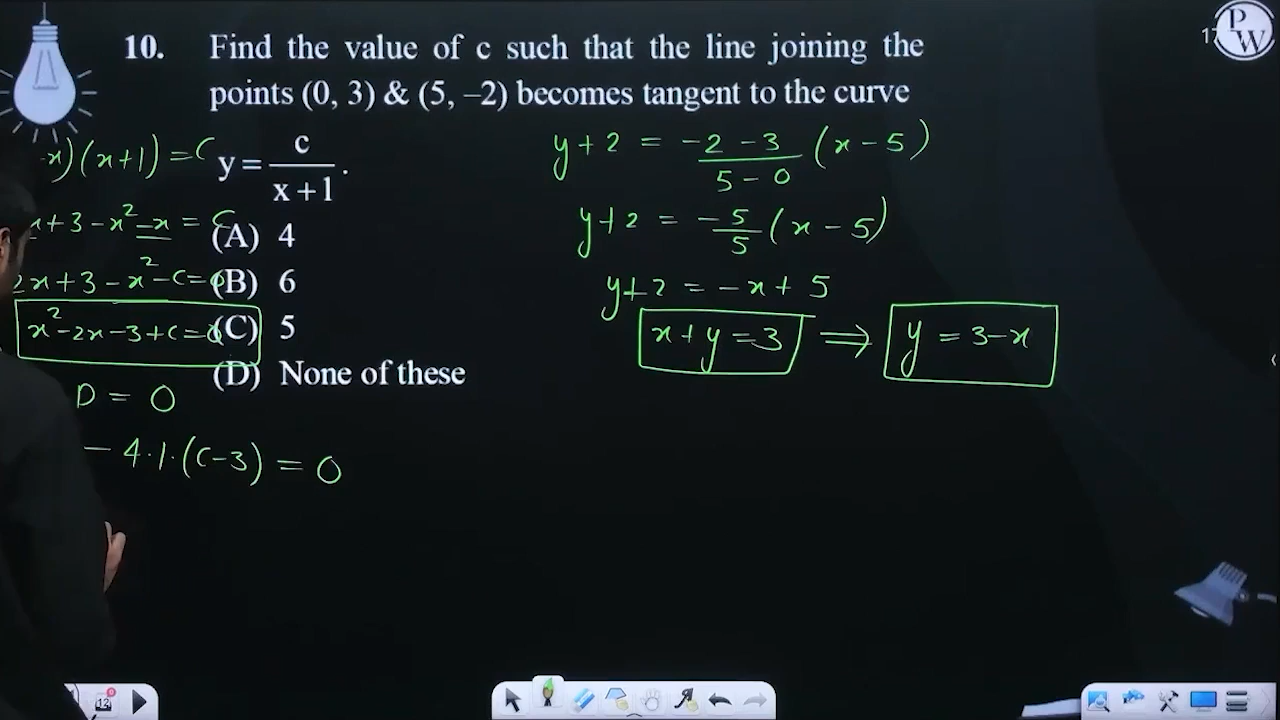 10. Find the value of c such that the line joining the
points (0, 3) & (5, –2) becomes tangent to the curve
y = c / (x + 1) .
(A) 4
(B) 6
(C) 5
(D) None of these
x)(x+1) = C
x + 3 - x² - x = C
2x + 3 - x² - C = 0
x² - 2x - 3 + C = 0
D = 0
- 4·1·(C-3) = 0
y + 2 = (-2 - 3) / (5 - 0) (x - 5)
y + 2 = -5/5 (x - 5)
y + 2 = -x + 5
x + y = 3 ⇒ y = 3 - x
PW
12